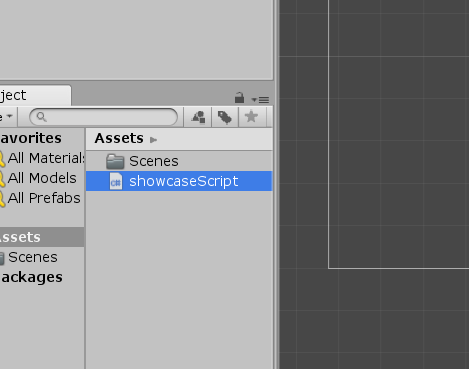 ject
Assets ▸
avorites
All Materials
All Models
All Prefabs
Scenes
showcaseScript
ssets
Scenes
ackages